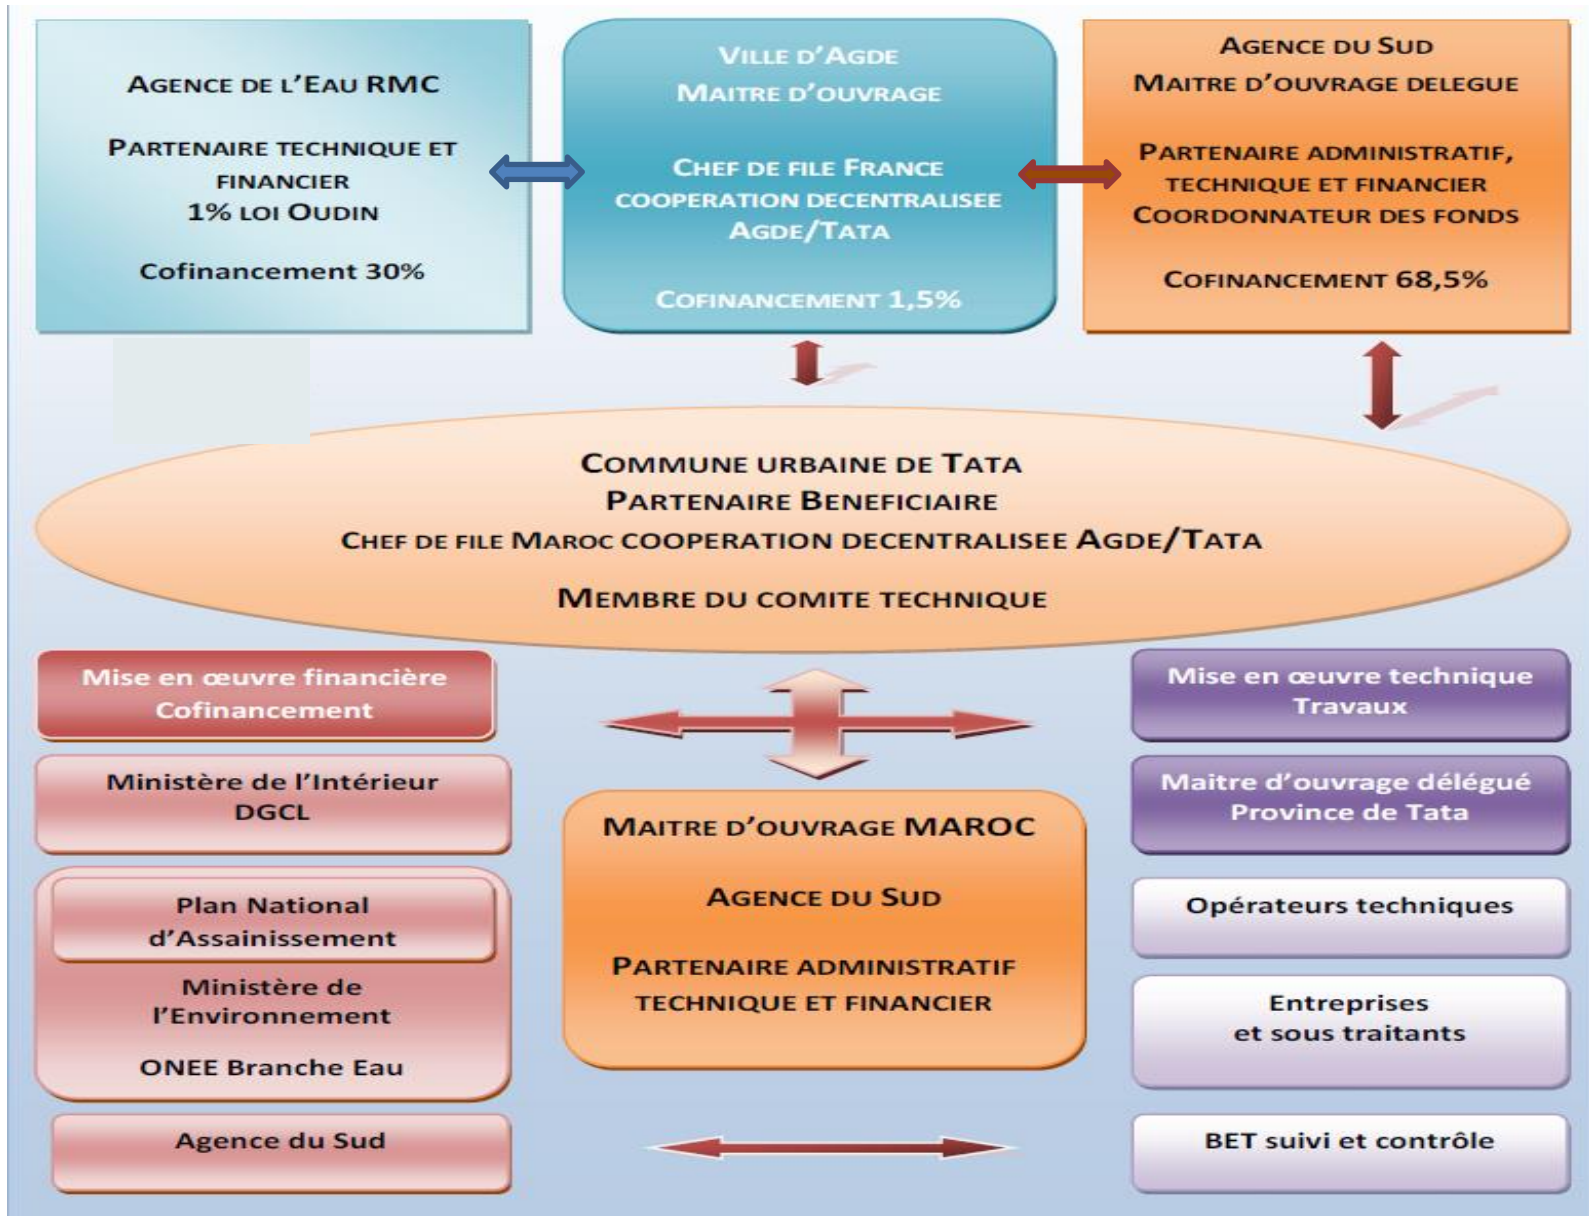 AGENCE DE L'EAU RMC
PARTENAIRE TECHNIQUE ET
FINANCIER
1% LOI OUDIN
Cofinancement 30%
VILLE D'AGDE
MAITRE D'OUVRAGE
CHEF DE FILE FRANCE
COOPERATION DECENTRALISEE
AGDE/TATA
COFINANCEMENT 1,5%
AGENCE DU SUD
MAITRE D'OUVRAGE DELEGUE
PARTENAIRE ADMINISTRATIF,
TECHNIQUE ET FINANCIER
COORDONNATEUR DES FONDS
COFINANCEMENT 68,5%
COMMUNE URBAINE DE TATA
PARTENAIRE BENEFICIAIRE
CHEF DE FILE MAROC COOPERATION DECENTRALISEE AGDE/TATA
MEMBRE DU COMITE TECHNIQUE
Mise en œuvre financière
Cofinancement
Ministère de l'Intérieur
DGCL
Plan National
d'Assainissement
Ministère de
l'Environnement
ONEE Branche Eau
Agence du Sud
MAITRE D'OUVRAGE MAROC
AGENCE DU SUD
PARTENAIRE ADMINISTRATIF
TECHNIQUE ET FINANCIER
Mise en œuvre technique
Travaux
Maitre d'ouvrage délégué
Province de Tata
Opérateurs techniques
Entreprises
et sous traitants
BET suivi et contrôle